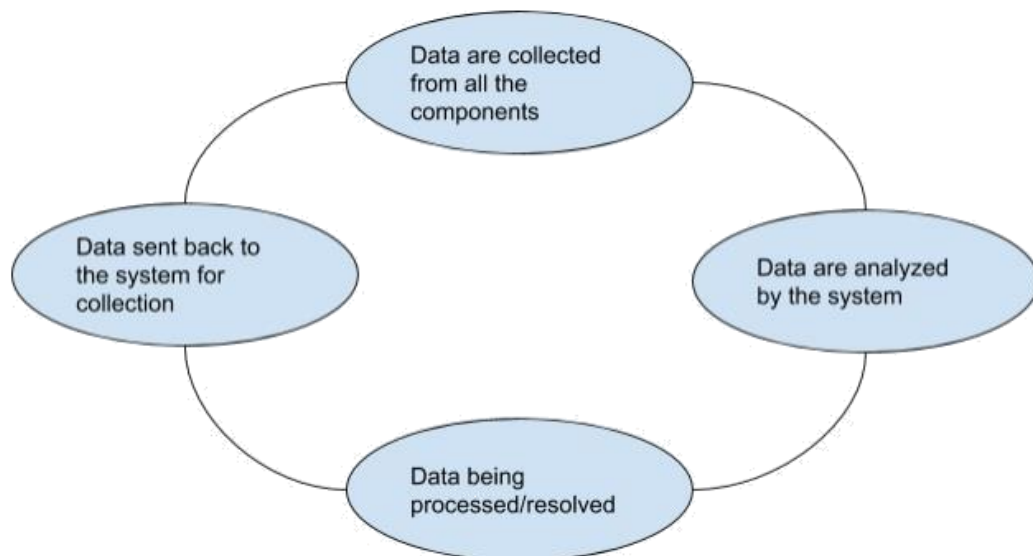 Data are collected
from all the
components
Data sent back to
the system for
collection
Data are analyzed
by the system
Data being
processed/resolved